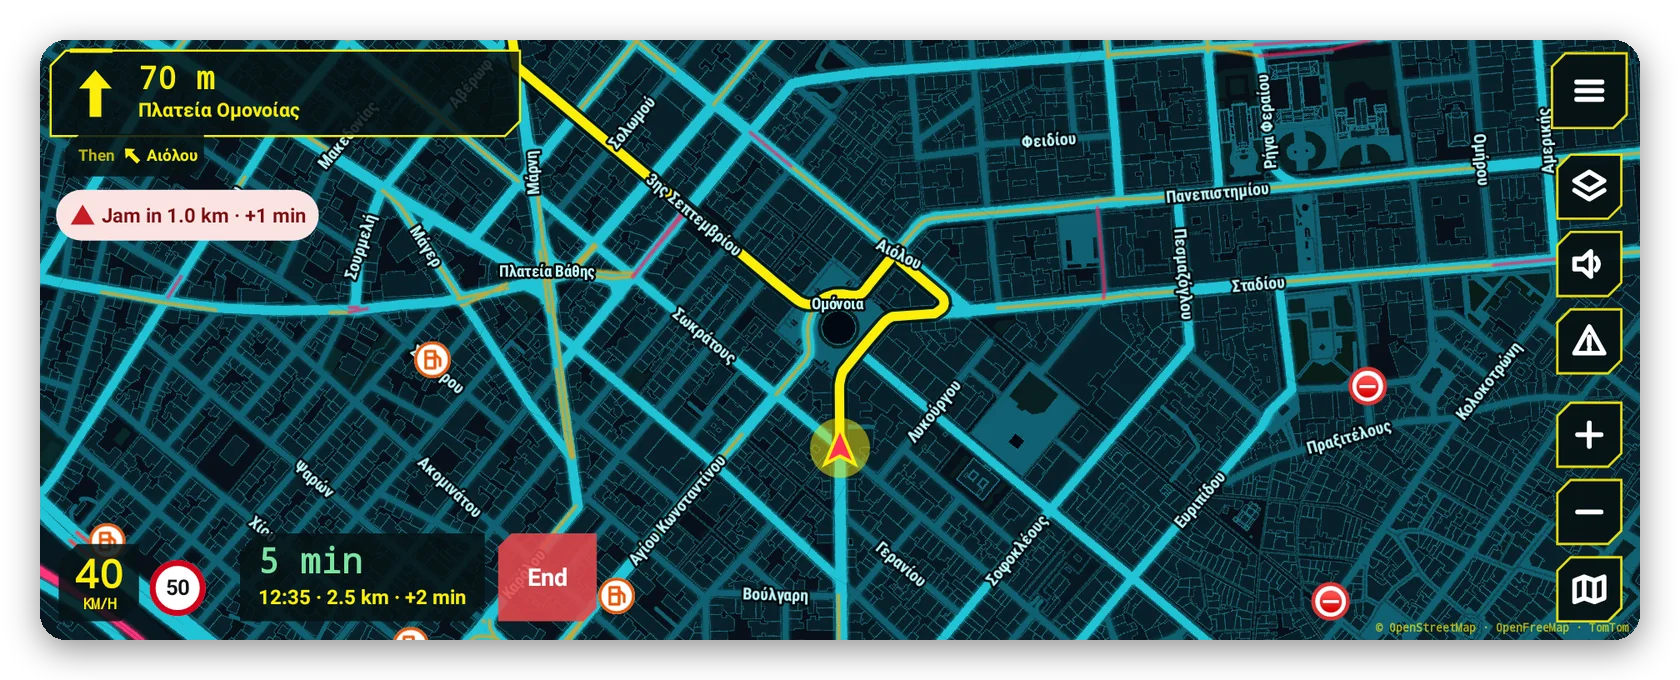 70 m
Πλατεία Ομονοίας
Then Αιόλου
Jam in 1.0 km · +1 min
Αβέρωφ
Μακεδονίας
Σολωμού
Μάρνη
3ης Σεπτεμβρίου
Φειδίου
Ρήγα Φεραίου
Ομήρου
Αμερικής
Πανεπιστημίου
Σουρμελή
Μάγερ
Πλατεία Βάθης
Αιόλου
Ομόνοια
Πεσμαζόγλου
Σταδίου
Σωκράτους
Λυκούργου
Κολοκοτρώνη
Πραξιτέλους
Ψαρών
Ακομινάτου
Αγίου Κωνσταντίνου
Ευριπίδου
Σοφοκλέους
Γερανίου
Βούλγαρη
Καρόλου
40
KM/H
50
5 min
12:35 · 2.5 km · +2 min
End
© OpenStreetMap · OpenFreeMap · TomTom